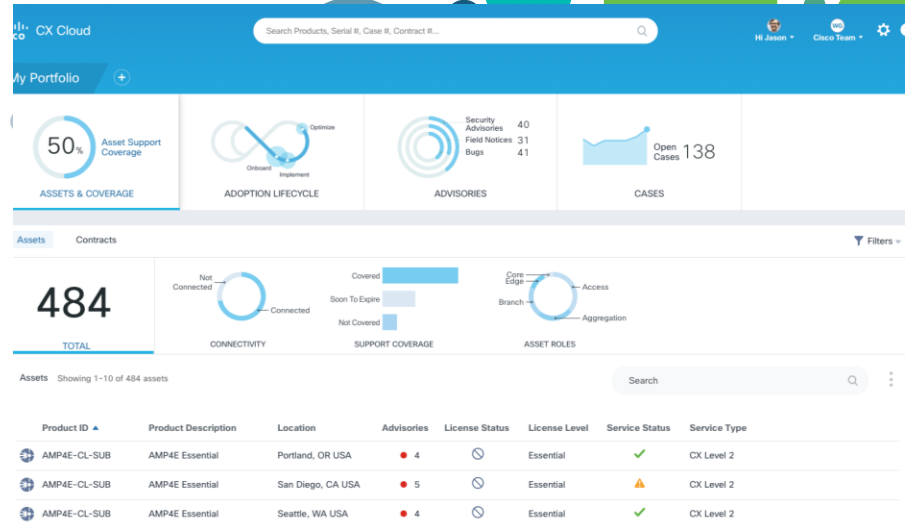 CX Cloud
Search Products, Serial #, Case #, Contract #...
Hi Jason
WG
Cisco Team
My Portfolio
50%
Asset Support
Coverage
ASSETS & COVERAGE
Optimize
Onboard
Implement
ADOPTION LIFECYCLE
Security
Advisories 40
Field Notices 31
Bugs 41
ADVISORIES
Open
Cases 138
CASES
Assets Contracts
Filters
484
TOTAL
Not
Connected
Connected
CONNECTIVITY
Covered
Soon To Expire
Not Covered
SUPPORT COVERAGE
Core
Edge
Branch
Access
Aggregation
ASSET ROLES
Assets Showing 1-10 of 484 assets
Search
Product ID Product Description Location Advisories License Status License Level Service Status Service Type
AMP4E-CL-SUB AMP4E Essential Portland, OR USA 4 Essential CX Level 2
AMP4E-CL-SUB AMP4E Essential San Diego, CA USA 5 Essential CX Level 2
AMP4E-CL-SUB AMP4E Essential Seattle, WA USA 4 Essential CX Level 2